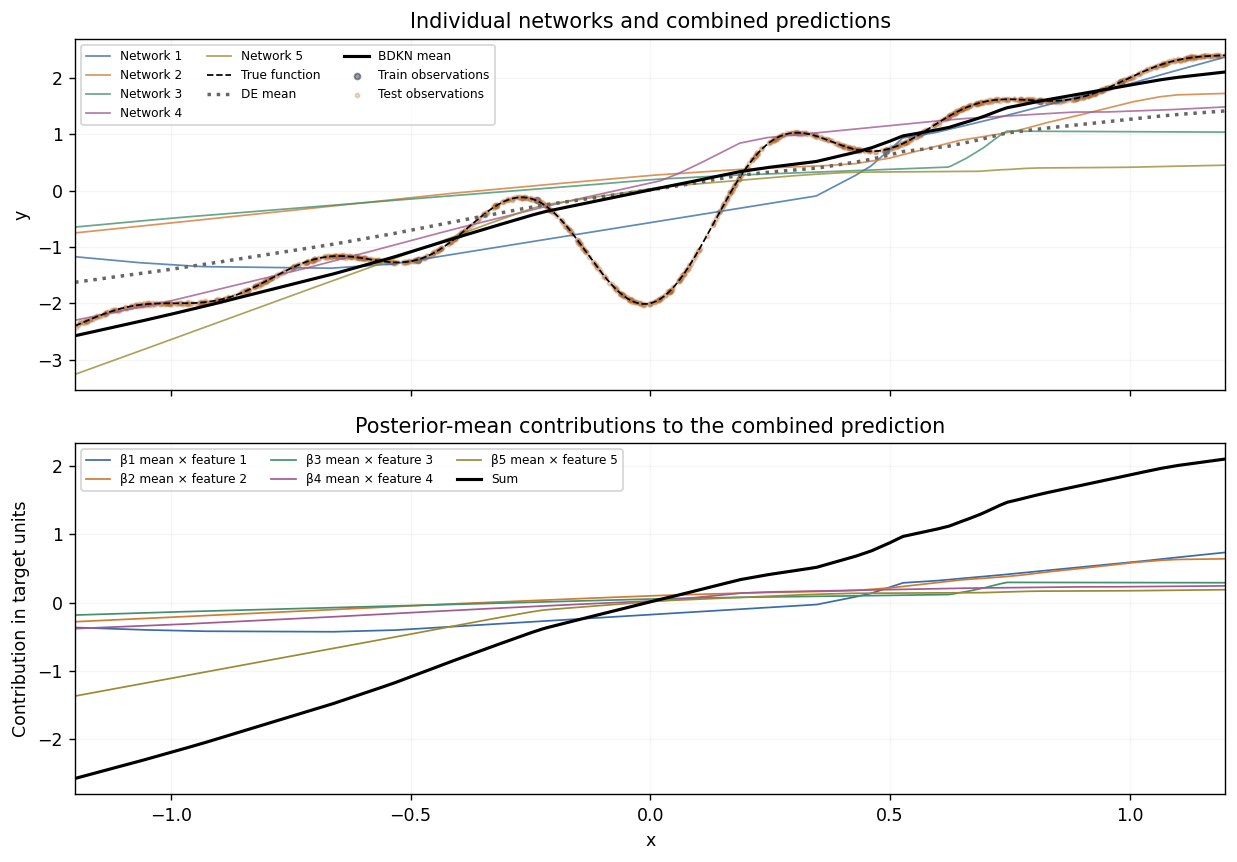 Individual networks and combined predictions
Network 1
Network 2
Network 3
Network 4
Network 5
True function
DE mean
BDKN mean
Train observations
Test observations
y
2
1
0
−1
−2
−3
Posterior-mean contributions to the combined prediction
β1 mean × feature 1
β2 mean × feature 2
β3 mean × feature 3
β4 mean × feature 4
β5 mean × feature 5
Sum
Contribution in target units
2
1
0
−1
−2
−1.0
−0.5
0.0
0.5
1.0
x